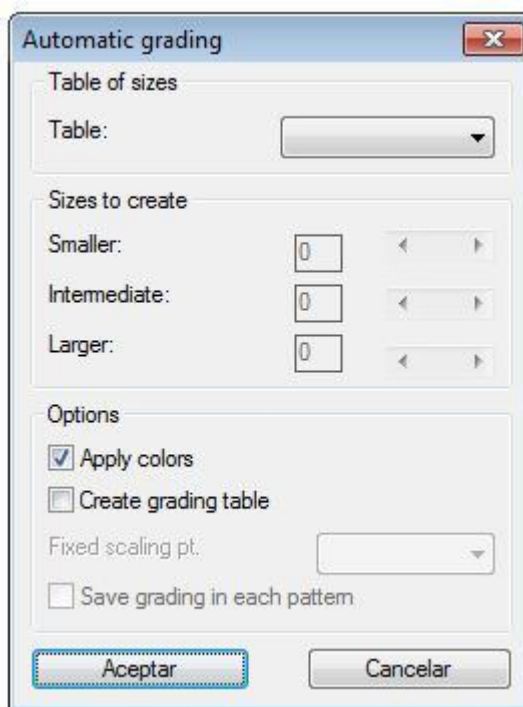 Automatic grading
Table of sizes
Table:
Sizes to create
Smaller: 0
Intermediate: 0
Larger: 0
Options
Apply colors
Create grading table
Fixed scaling pt.
Save grading in each pattern
Aceptar Cancelar